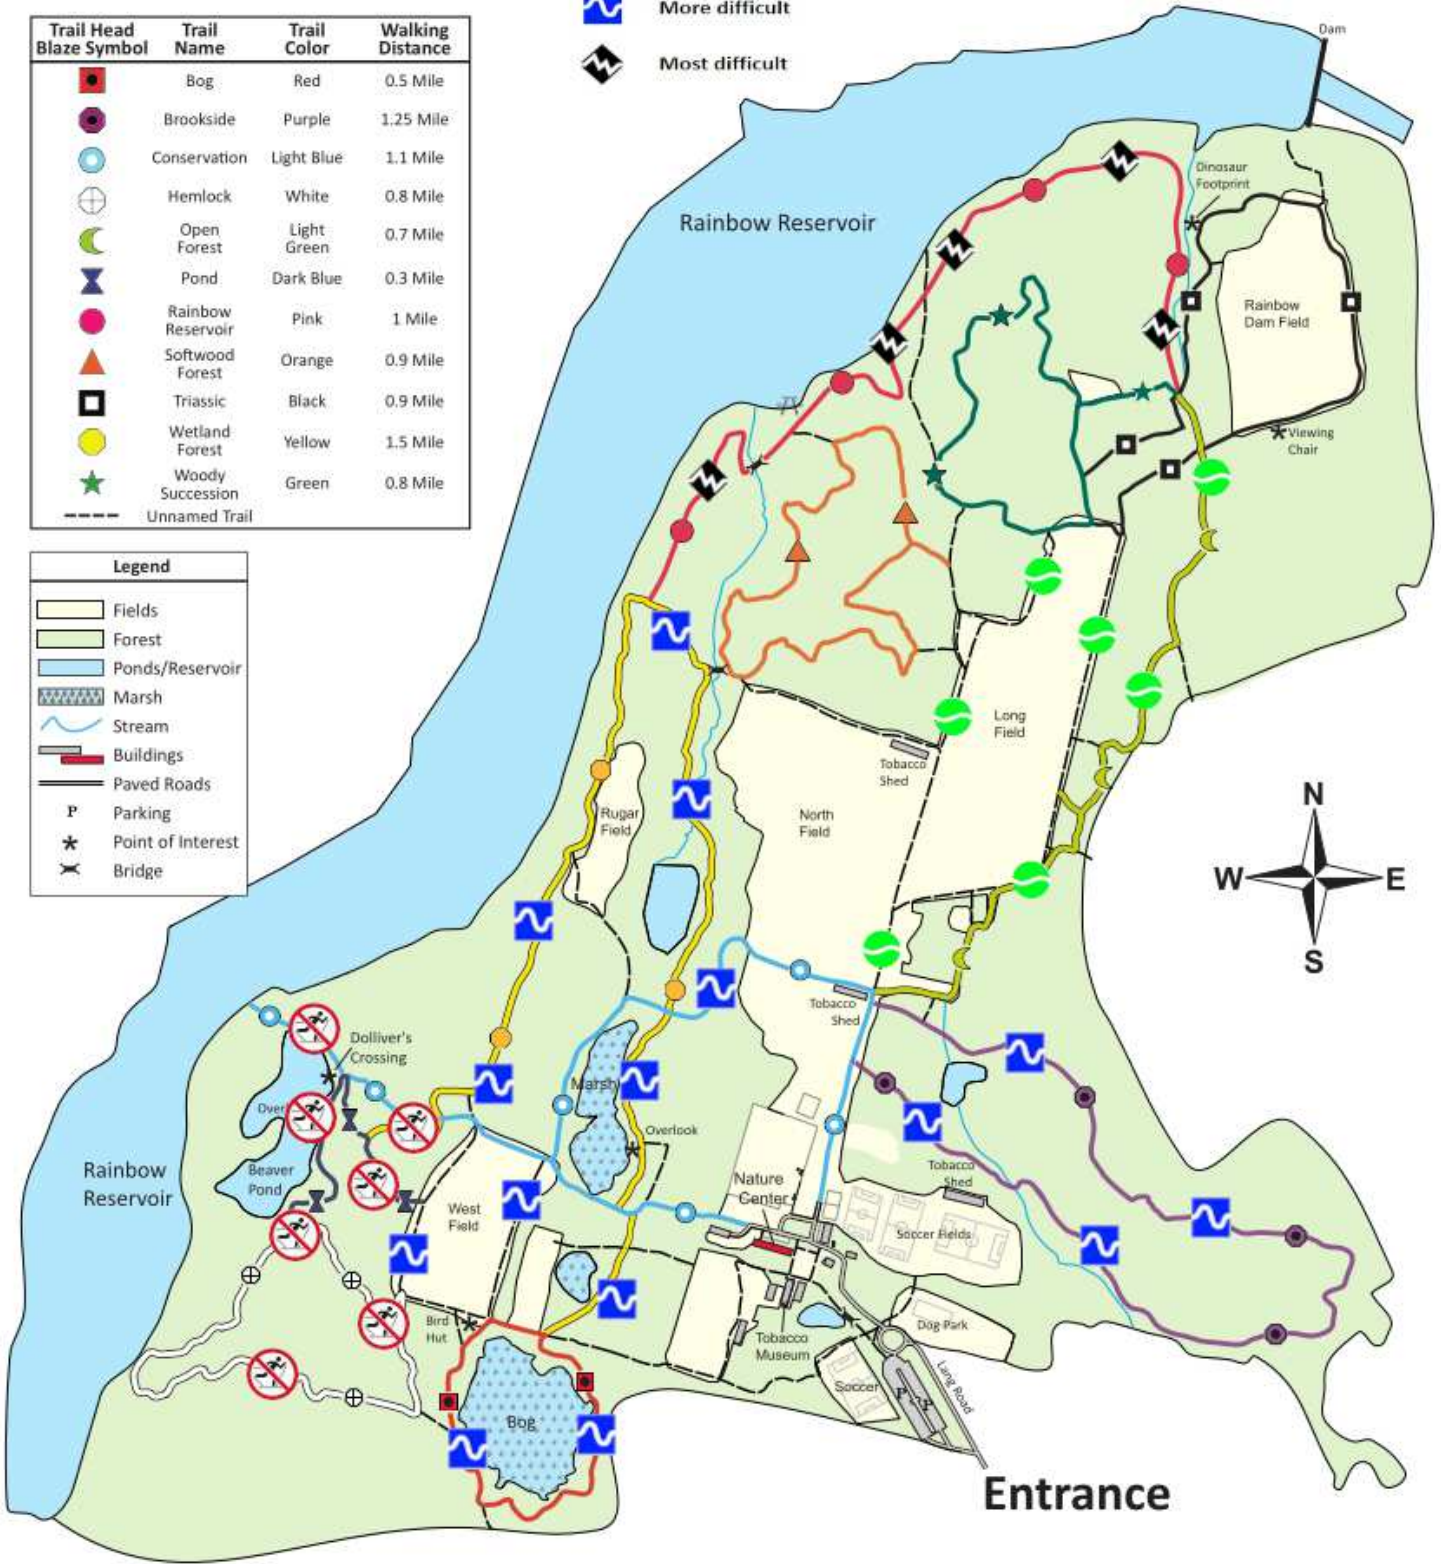 More difficult
Most difficult
Trail Head Blaze Symbol Trail Name Trail Color Walking Distance
Bog Red 0.5 Mile
Brookside Purple 1.25 Mile
Conservation Light Blue 1.1 Mile
Hemlock White 0.8 Mile
Open Forest Light Green 0.7 Mile
Pond Dark Blue 0.3 Mile
Rainbow Reservoir Pink 1 Mile
Softwood Forest Orange 0.9 Mile
Triassic Black 0.9 Mile
Wetland Forest Yellow 1.5 Mile
Woody Succession Green 0.8 Mile
Unnamed Trail
Legend
Fields
Forest
Ponds/Reservoir
Marsh
Stream
Buildings
Paved Roads
P Parking
Point of Interest
Bridge
Dam
Dinosaur
Footprint
Rainbow Reservoir
Rainbow
Dam Field
Viewing
Chair
Long
Field
Tobacco
Shed
North
Field
Rugar
Field
N
W E
S
Tobacco
Shed
Dolliver's
Crossing
Marsh
Overlook
Beaver
Pond
Rainbow
Reservoir
West
Field
Nature
Center
Tobacco
Shed
Soccer Fields
Bird
Hut
Tobacco
Museum
Dog Park
Soccer
P
P
Lang Road
Bog
Entrance